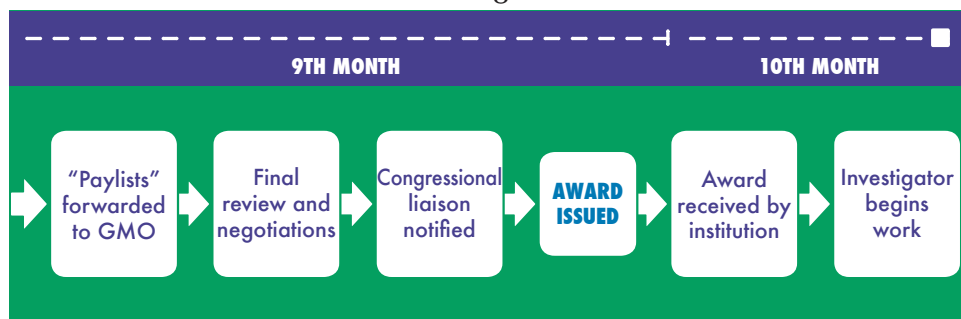 9TH MONTH
10TH MONTH
“Paylists”
forwarded
to GMO
Final
review and
negotiations
Congressional
liaison
notified
AWARD
ISSUED
Award
received by
institution
Investigator
begins
work